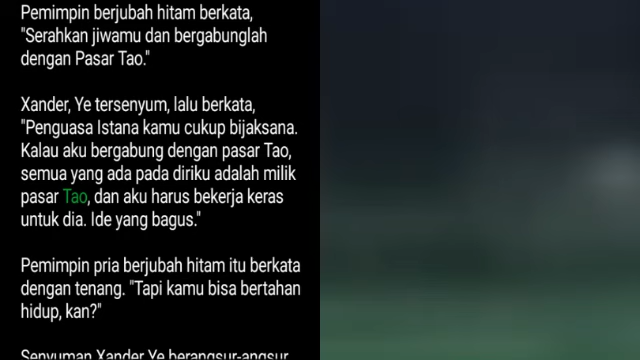 Pemimpin berjubah hitam berkata,
"Serahkan jiwamu dan bergabunglah
dengan Pasar Tao."
Xander, Ye tersenyum, lalu berkata,
"Penguasa Istana kamu cukup bijaksana.
Kalau aku bergabung dengan pasar Tao,
semua yang ada pada diriku adalah milik
pasar Tao, dan aku harus bekerja keras
untuk dia. Ide yang bagus."
Pemimpin pria berjubah hitam itu berkata
dengan tenang. "Tapi kamu bisa bertahan
hidup, kan?"
Senyuman Xander Ye berangsur-angsur